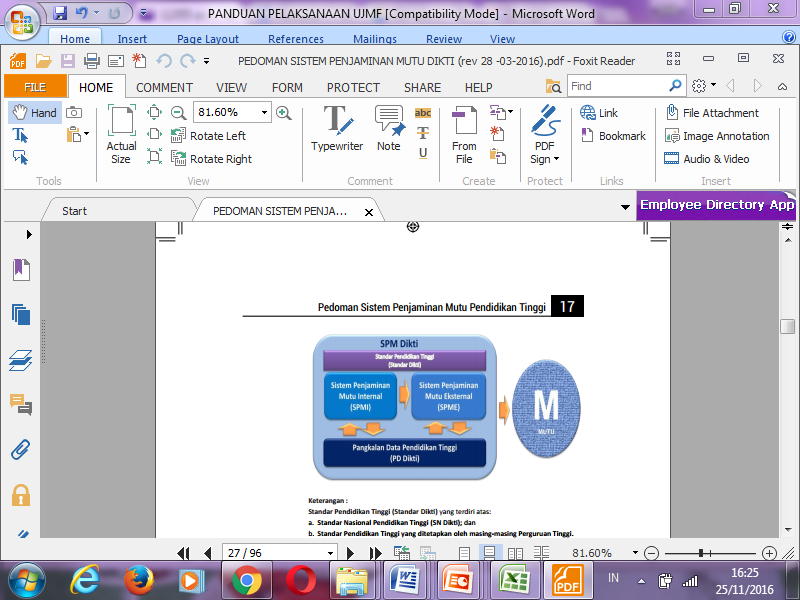 PANDUAN PELAKSANAAN UJMF [Compatibility Mode] - Microsoft Word
Home Insert Page Layout References Mailings Review View
PDF PEDOMAN SISTEM PENJAMINAN MUTU DIKTI (rev 28 -03-2016).pdf - Foxit Reader
FILE HOME COMMENT VIEW FORM PROTECT SHARE HELP Find
Hand
Actual Size
81.60%
Rotate Left
Rotate Right
Typewriter
Note
abc
T
U
From File
PDF Sign
Link
Bookmark
File Attachment
Image Annotation
Audio & Video
Tools View Comment Create Protect Links Insert
Start PEDOMAN SISTEM PENJA... Employee Directory App
Pedoman Sistem Penjaminan Mutu Pendidikan Tinggi 17
SPM Dikti
Standar Pendidikan Tinggi
(Standar Dikti)
Sistem Penjaminan
Mutu Internal
(SPMI)
Sistem Penjaminan
Mutu Eksternal
(SPME)
Pangkalan Data Pendidikan Tinggi
(PD Dikti)
M
MUTU
Keterangan :
Standar Pendidikan Tinggi (Standar Dikti) yang terdiri atas:
a. Standar Nasional Pendidikan Tinggi (SN Dikti); dan
b. Standar Pendidikan Tinggi yang ditetapkan oleh masing-masing Perguruan Tinggi.
27 / 96 81.60%
IN 16:25
25/11/2016